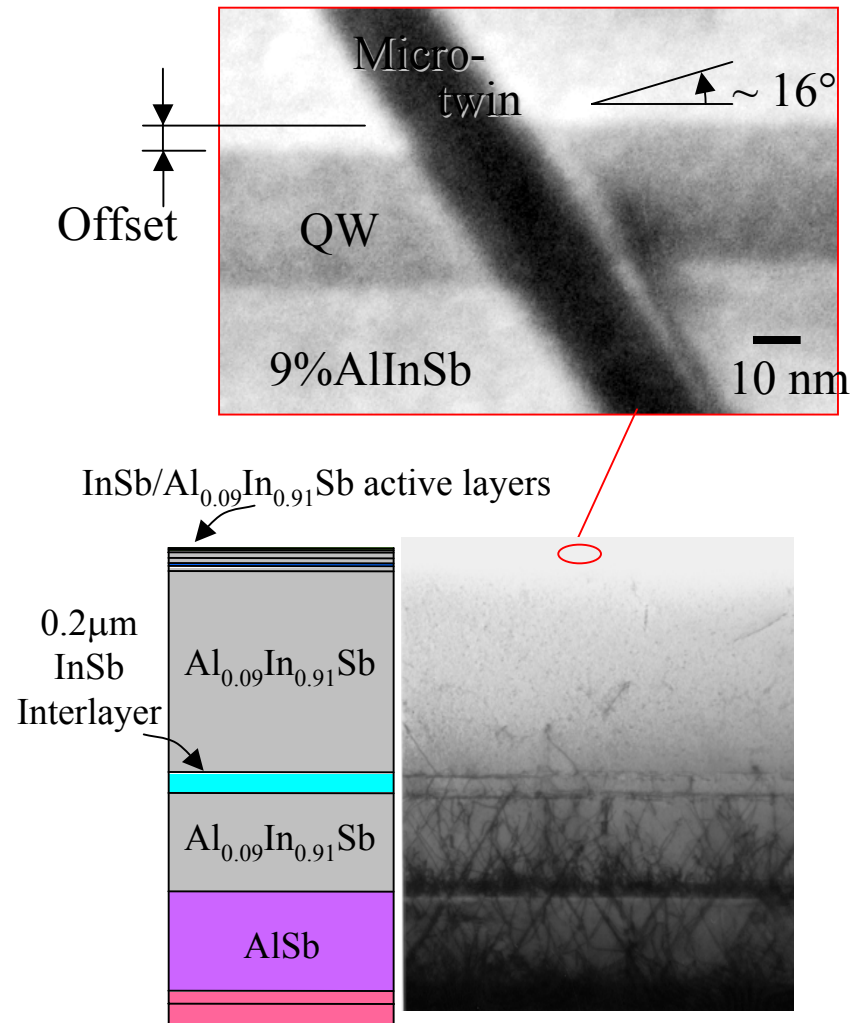 Micro-
twin
~ 16°
Offset
QW
9%AlInSb
10 nm
InSb/Al₀.₀₉In₀.₉₁Sb active layers
0.2μm
InSb
Interlayer
Al₀.₀₉In₀.₉₁Sb
Al₀.₀₉In₀.₉₁Sb
AlSb